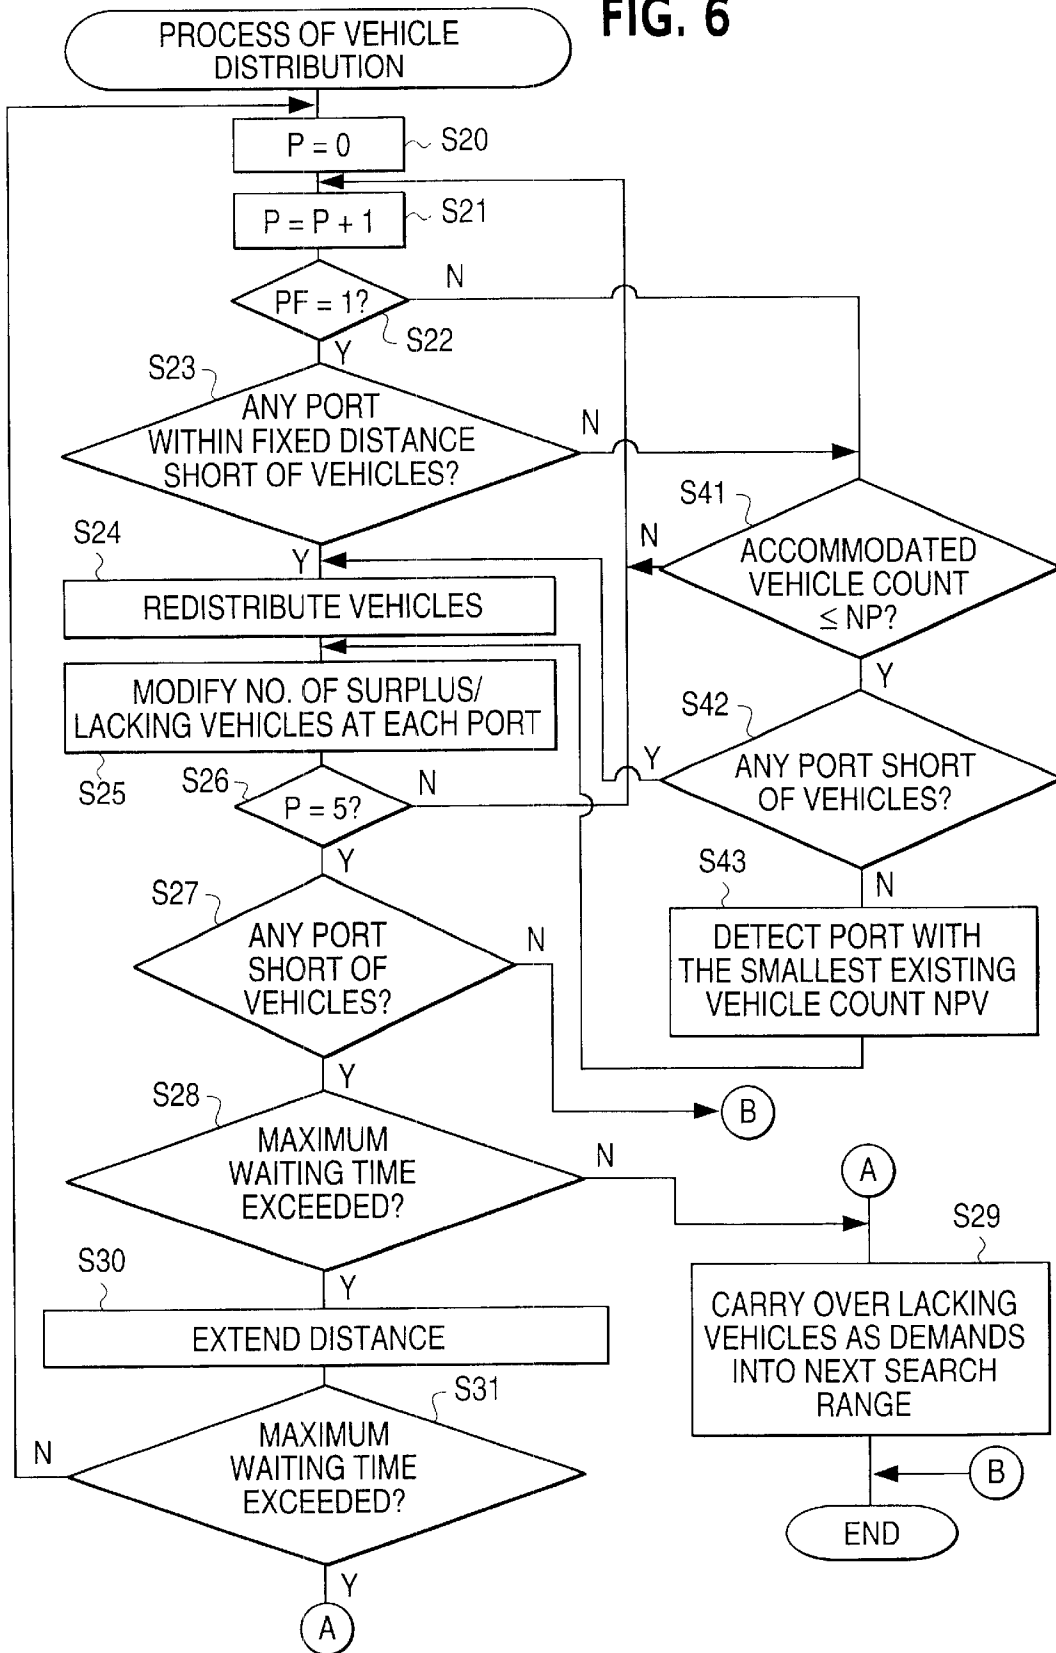 FIG. 6
PROCESS OF VEHICLE
DISTRIBUTION
P = 0
S20
P = P + 1
S21
PF = 1?
N
S22
Y
S23
ANY PORT
WITHIN FIXED DISTANCE
SHORT OF VEHICLES?
N
Y
S41
N
ACCOMMODATED
VEHICLE COUNT
≤ NP?
Y
S24
REDISTRIBUTE VEHICLES
MODIFY NO. OF SURPLUS/
LACKING VEHICLES AT EACH PORT
S25
S26
P = 5?
N
Y
S42
Y
ANY PORT SHORT
OF VEHICLES?
N
S43
DETECT PORT WITH
THE SMALLEST EXISTING
VEHICLE COUNT NPV
S27
ANY PORT
SHORT OF
VEHICLES?
N
Y
B
S28
MAXIMUM
WAITING TIME
EXCEEDED?
N
Y
A
S29
CARRY OVER LACKING
VEHICLES AS DEMANDS
INTO NEXT SEARCH
RANGE
S30
EXTEND DISTANCE
S31
N
MAXIMUM
WAITING TIME
EXCEEDED?
Y
A
B
END